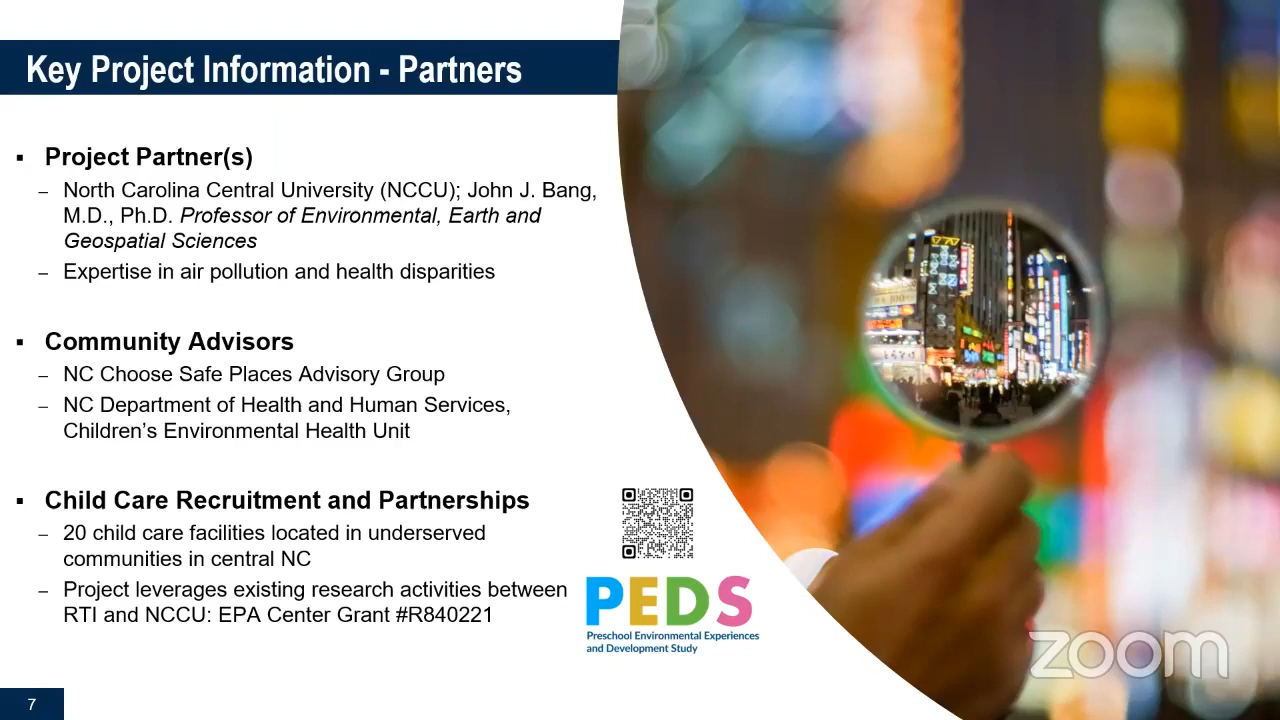 Key Project Information - Partners
▪ Project Partner(s)
– North Carolina Central University (NCCU); John J. Bang,
M.D., Ph.D. Professor of Environmental, Earth and
Geospatial Sciences
– Expertise in air pollution and health disparities
▪ Community Advisors
– NC Choose Safe Places Advisory Group
– NC Department of Health and Human Services,
Children’s Environmental Health Unit
▪ Child Care Recruitment and Partnerships
– 20 child care facilities located in underserved
communities in central NC
– Project leverages existing research activities between
RTI and NCCU: EPA Center Grant #R840221
PEDS
Preschool Environmental Experiences
and Development Study
zoom
7